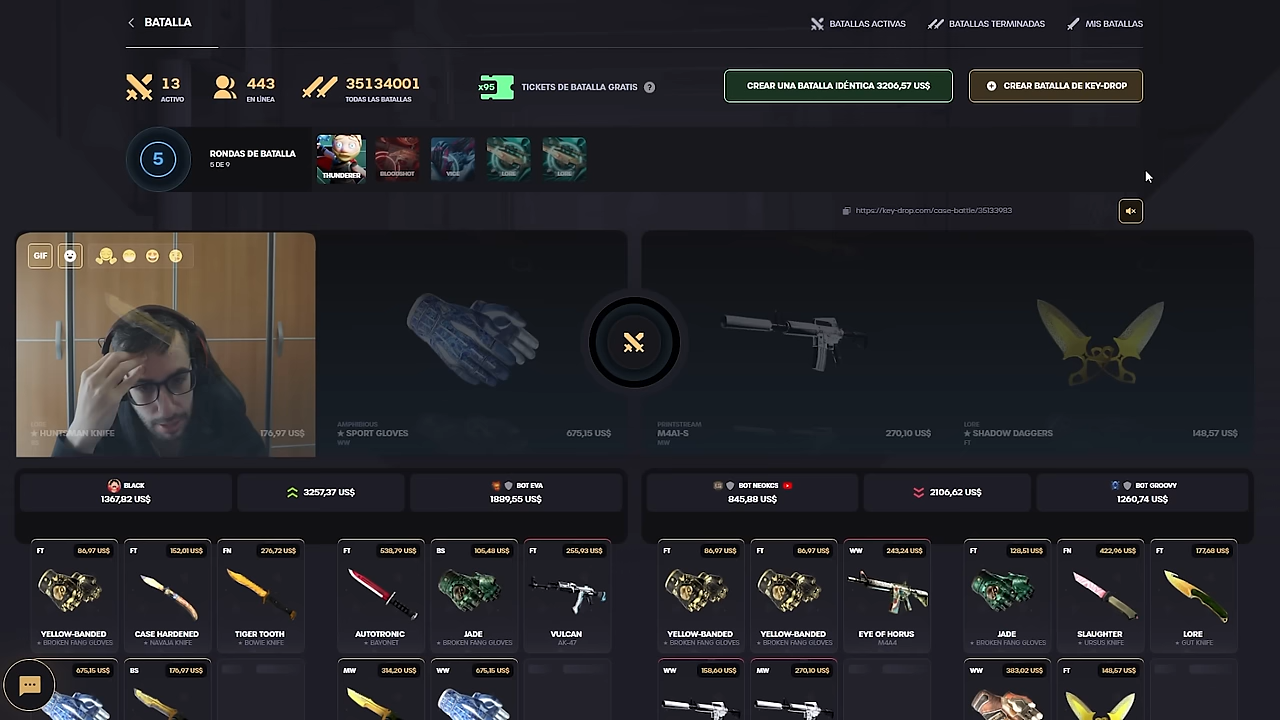 BATALLA
BATALLAS ACTIVAS
BATALLAS TERMINADAS
MIS BATALLAS
13
ACTIVO
443
EN LÍNEA
35134001
TODAS LAS BATALLAS
x95
TICKETS DE BATALLA GRATIS ?
CREAR UNA BATALLA IDÉNTICA 3206,57 US$
CREAR BATALLA DE KEY-DROP
5
RONDAS DE BATALLA
5 DE 9
THUNDERER
BLOODSHOT
VICE
LORE
LORE
https://key-drop.com/case-battle/35133983
GIF
LORE
★ HUNTSMAN KNIFE
BS
176,97 US$
AMPHIBIOUS
★ SPORT GLOVES
WW
675,15 US$
PRINTSTREAM
M4A1-S
MW
270,10 US$
LORE
★ SHADOW DAGGERS
FT
148,57 US$
BLACK
1367,82 US$
3257,37 US$
BOT EVA
1889,55 US$
BOT NEOKCS
845,88 US$
2106,62 US$
BOT GROOVY
1260,74 US$
FT 86,97 US$
YELLOW-BANDED
★ BROKEN FANG GLOVES
FT 152,01 US$
CASE HARDENED
★ NAVAJA KNIFE
FN 276,72 US$
TIGER TOOTH
★ BOWIE KNIFE
FT 538,79 US$
AUTOTRONIC
★ BAYONET
BS 105,48 US$
JADE
★ BROKEN FANG GLOVES
FT 255,93 US$
VULCAN
AK-47
FT 86,97 US$
YELLOW-BANDED
★ BROKEN FANG GLOVES
FT 86,97 US$
YELLOW-BANDED
★ BROKEN FANG GLOVES
WW 243,24 US$
EYE OF HORUS
M4A4
FT 128,51 US$
JADE
★ BROKEN FANG GLOVES
FN 422,96 US$
SLAUGHTER
★ URSUS KNIFE
FT 177,68 US$
LORE
★ GUT KNIFE
675,15 US$
BS 176,97 US$
MW 314,20 US$
WW 675,15 US$
WW 158,60 US$
MW 270,10 US$
WW 383,02 US$
FT 148,57 US$